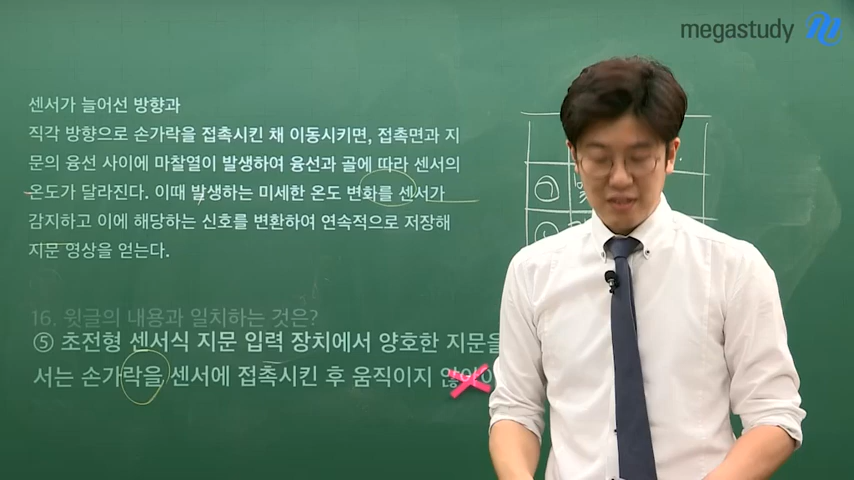 megastudy
센서가 늘어선 방향과
직각 방향으로 손가락을 접촉시킨 채 이동시키면, 접촉면과 지
문의 융선 사이에 마찰열이 발생하여 융선과 골에 따라 센서의
온도가 달라진다. 이때 발생하는 미세한 온도 변화를 센서가
감지하고 이에 해당하는 신호를 변환하여 연속적으로 저장해
지문 영상을 얻는다.
16. 윗글의 내용과 일치하는 것은?
⑤ 초전형 센서식 지문 입력 장치에서 양호한 지문을
서는 손가락을 센서에 접촉시킨 후 움직이지